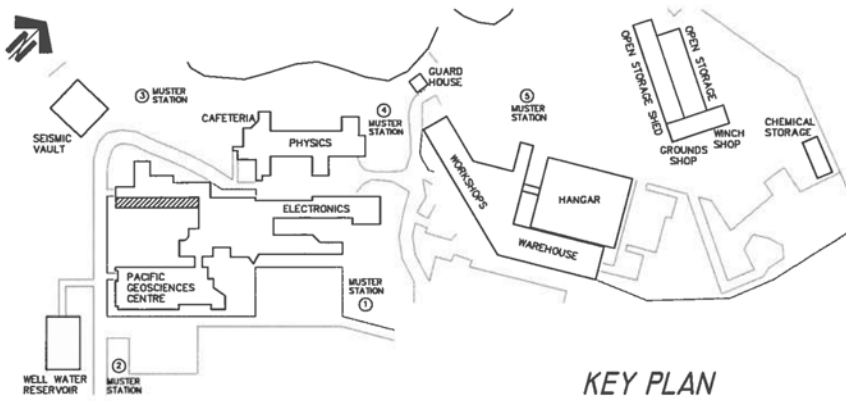 N
③ MUSTER
STATION
SEISMIC
VAULT
CAFETERIA
PHYSICS
④
MUSTER
STATION
GUARD
HOUSE
⑤
MUSTER
STATION
OPEN STORAGE SHED
OPEN STORAGE
WINCH
SHOP
GROUNDS
SHOP
CHEMICAL
STORAGE
WORKSHOPS
HANGAR
WAREHOUSE
ELECTRONICS
PACIFIC
GEOSCIENCES
CENTRE
MUSTER
STATION
①
WELL WATER
RESERVOIR
②
MUSTER
STATION
KEY PLAN